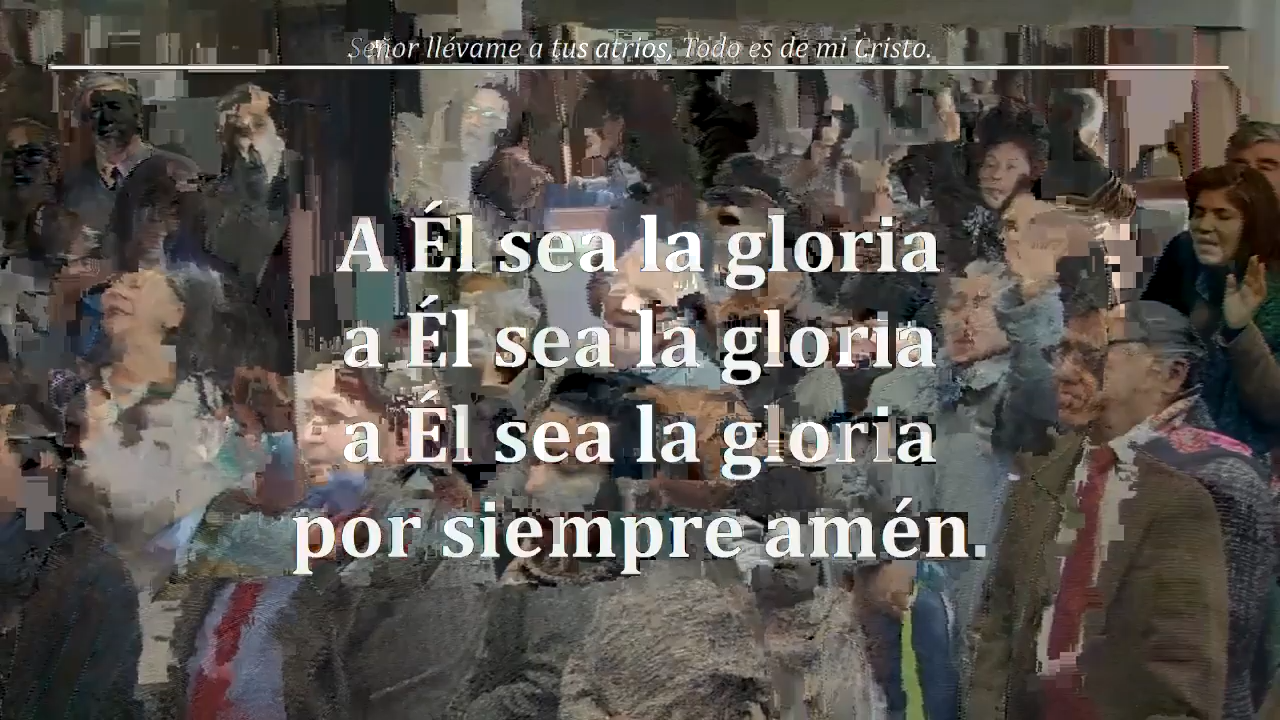 Señor llévame a tus atrios, Todo es de mi Cristo.
A Él sea la gloria
a Él sea la gloria
a Él sea la gloria
por siempre amén.